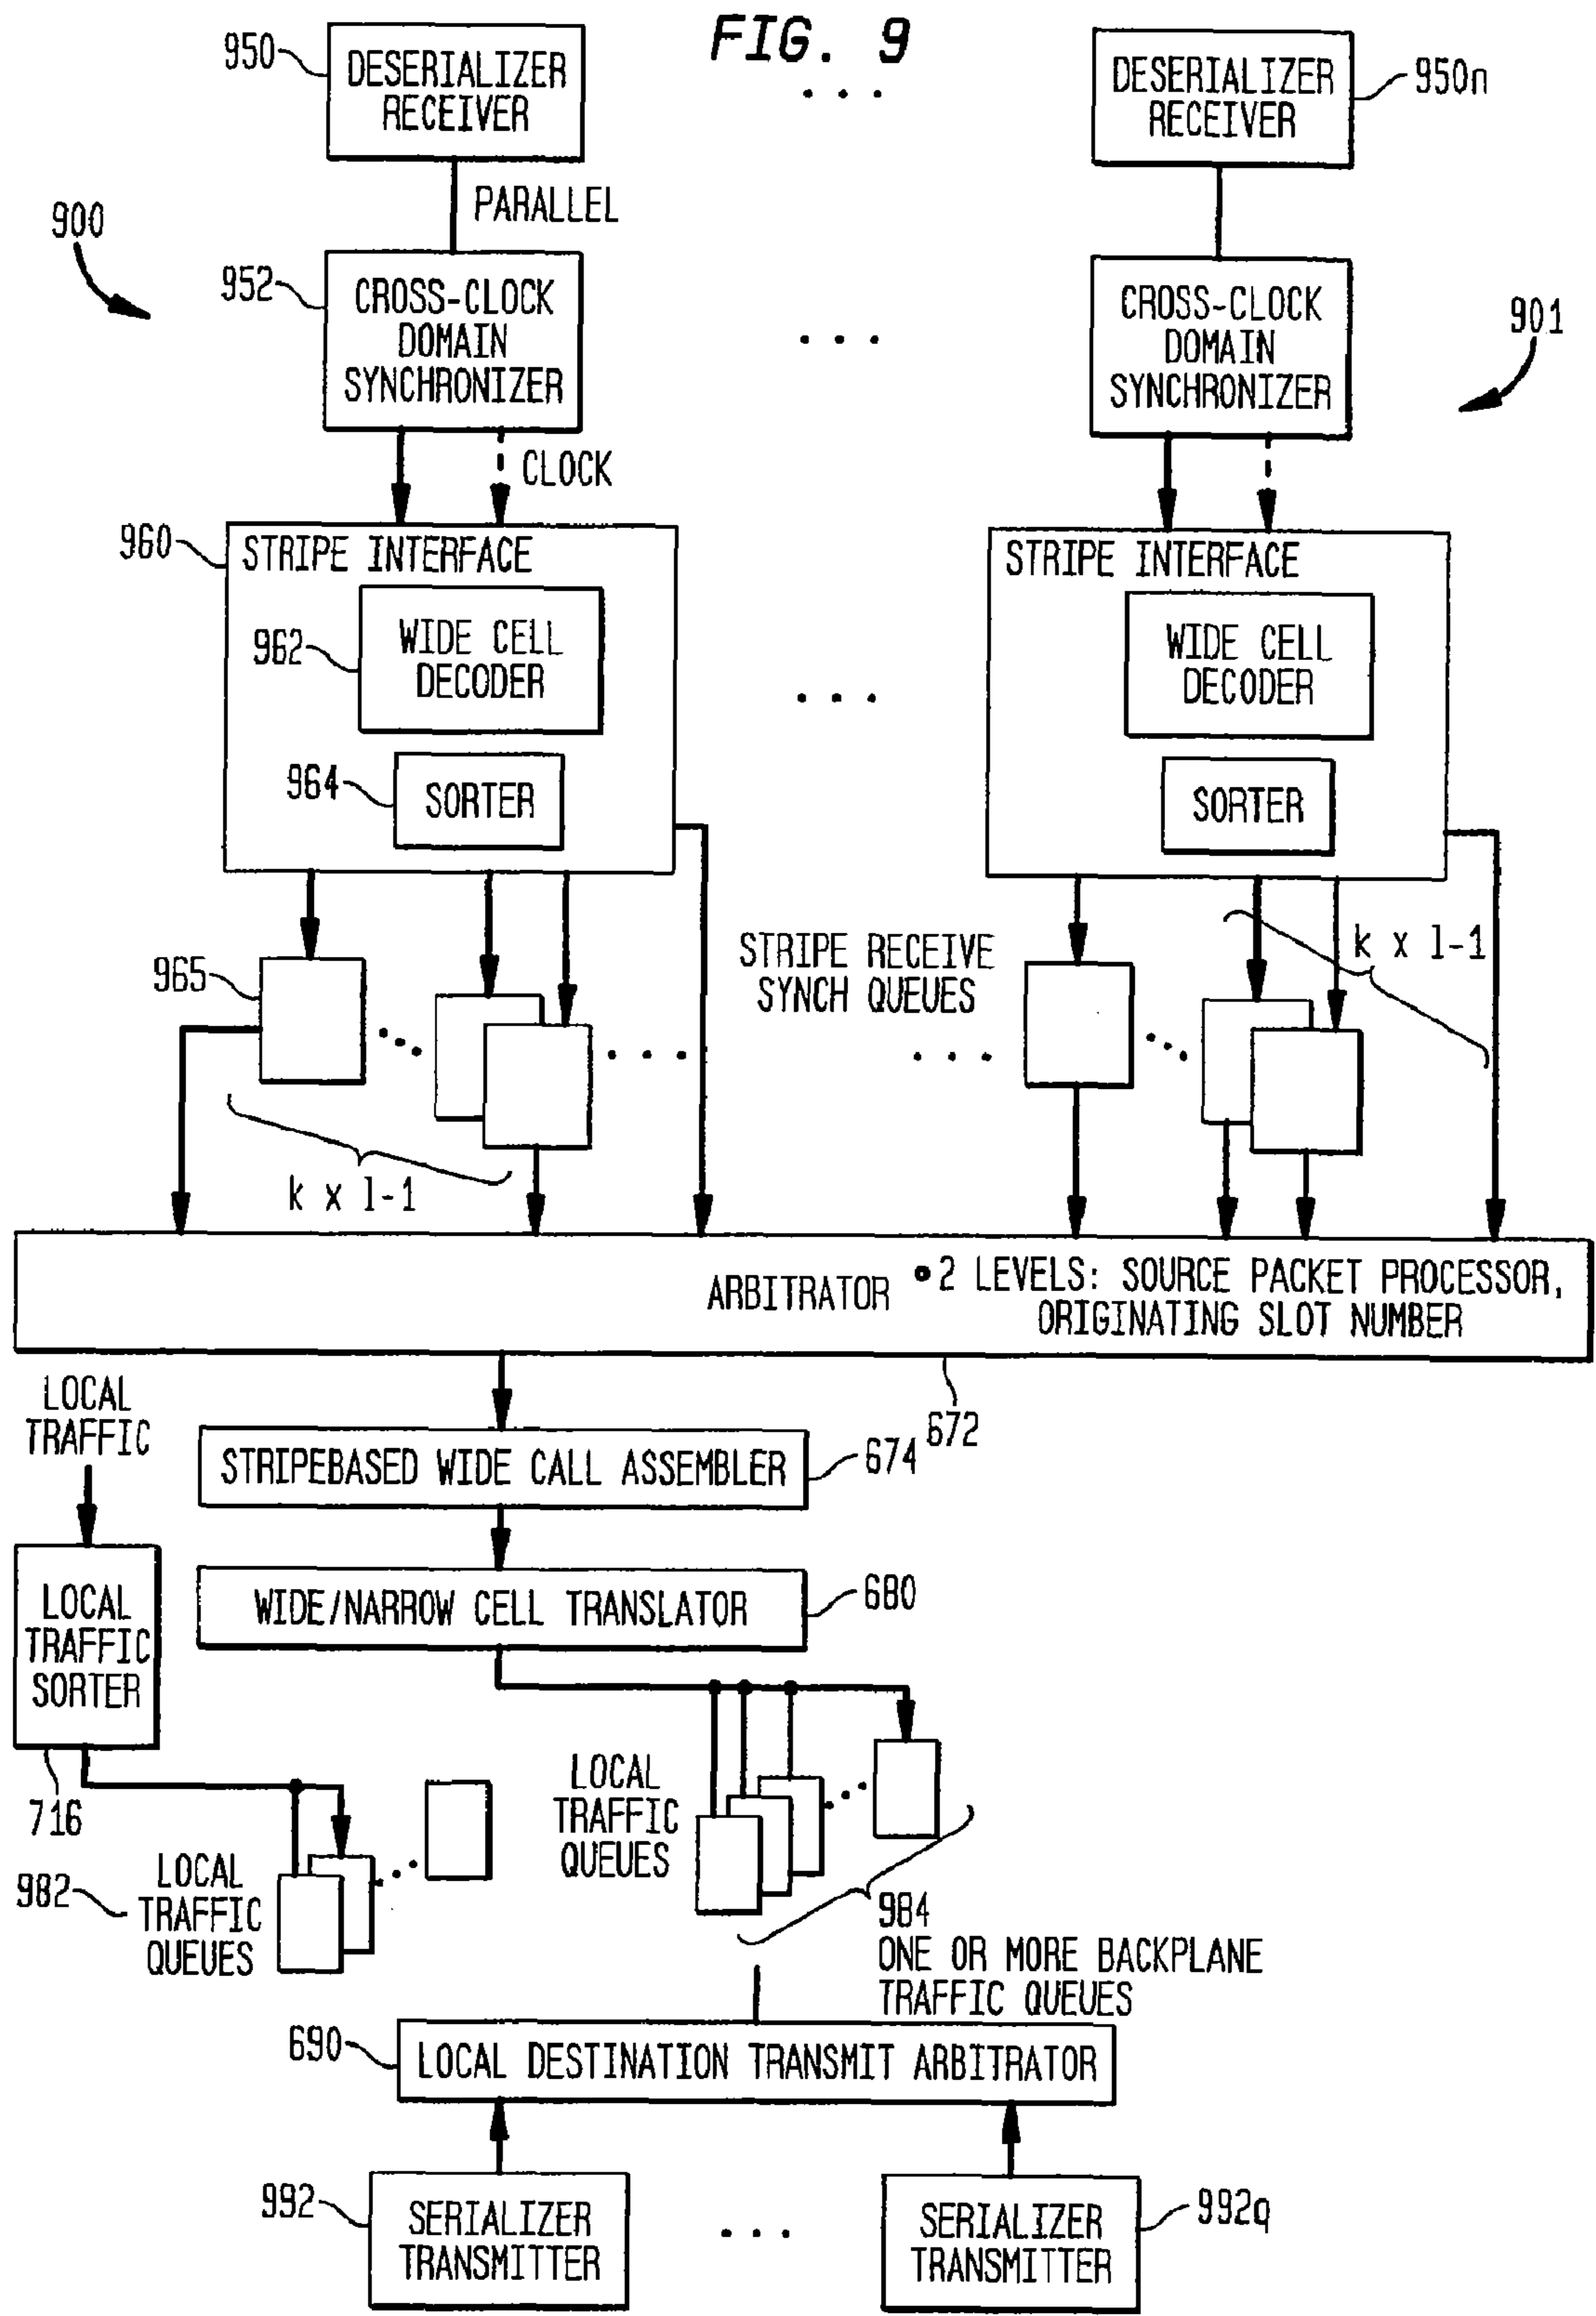 FIG. 9
950
DESERIALIZER
RECEIVER
DESERIALIZER
RECEIVER
950n
PARALLEL
900
952
CROSS-CLOCK
DOMAIN
SYNCHRONIZER
CROSS-CLOCK
DOMAIN
SYNCHRONIZER
901
CLOCK
960
STRIPE INTERFACE
STRIPE INTERFACE
962
WIDE CELL
DECODER
WIDE CELL
DECODER
964
SORTER
SORTER
965
STRIPE RECEIVE
SYNCH QUEUES
k x l-1
k x l-1
ARBITRATOR
•2 LEVELS: SOURCE PACKET PROCESSOR,
ORIGINATING SLOT NUMBER
672
LOCAL
TRAFFIC
STRIPEBASED WIDE CALL ASSEMBLER
674
LOCAL
TRAFFIC
SORTER
WIDE/NARROW CELL TRANSLATOR
680
716
LOCAL
TRAFFIC
QUEUES
982
LOCAL
TRAFFIC
QUEUES
984
ONE OR MORE BACKPLANE
TRAFFIC QUEUES
690
LOCAL DESTINATION TRANSMIT ARBITRATOR
992
SERIALIZER
TRANSMITTER
SERIALIZER
TRANSMITTER
992q